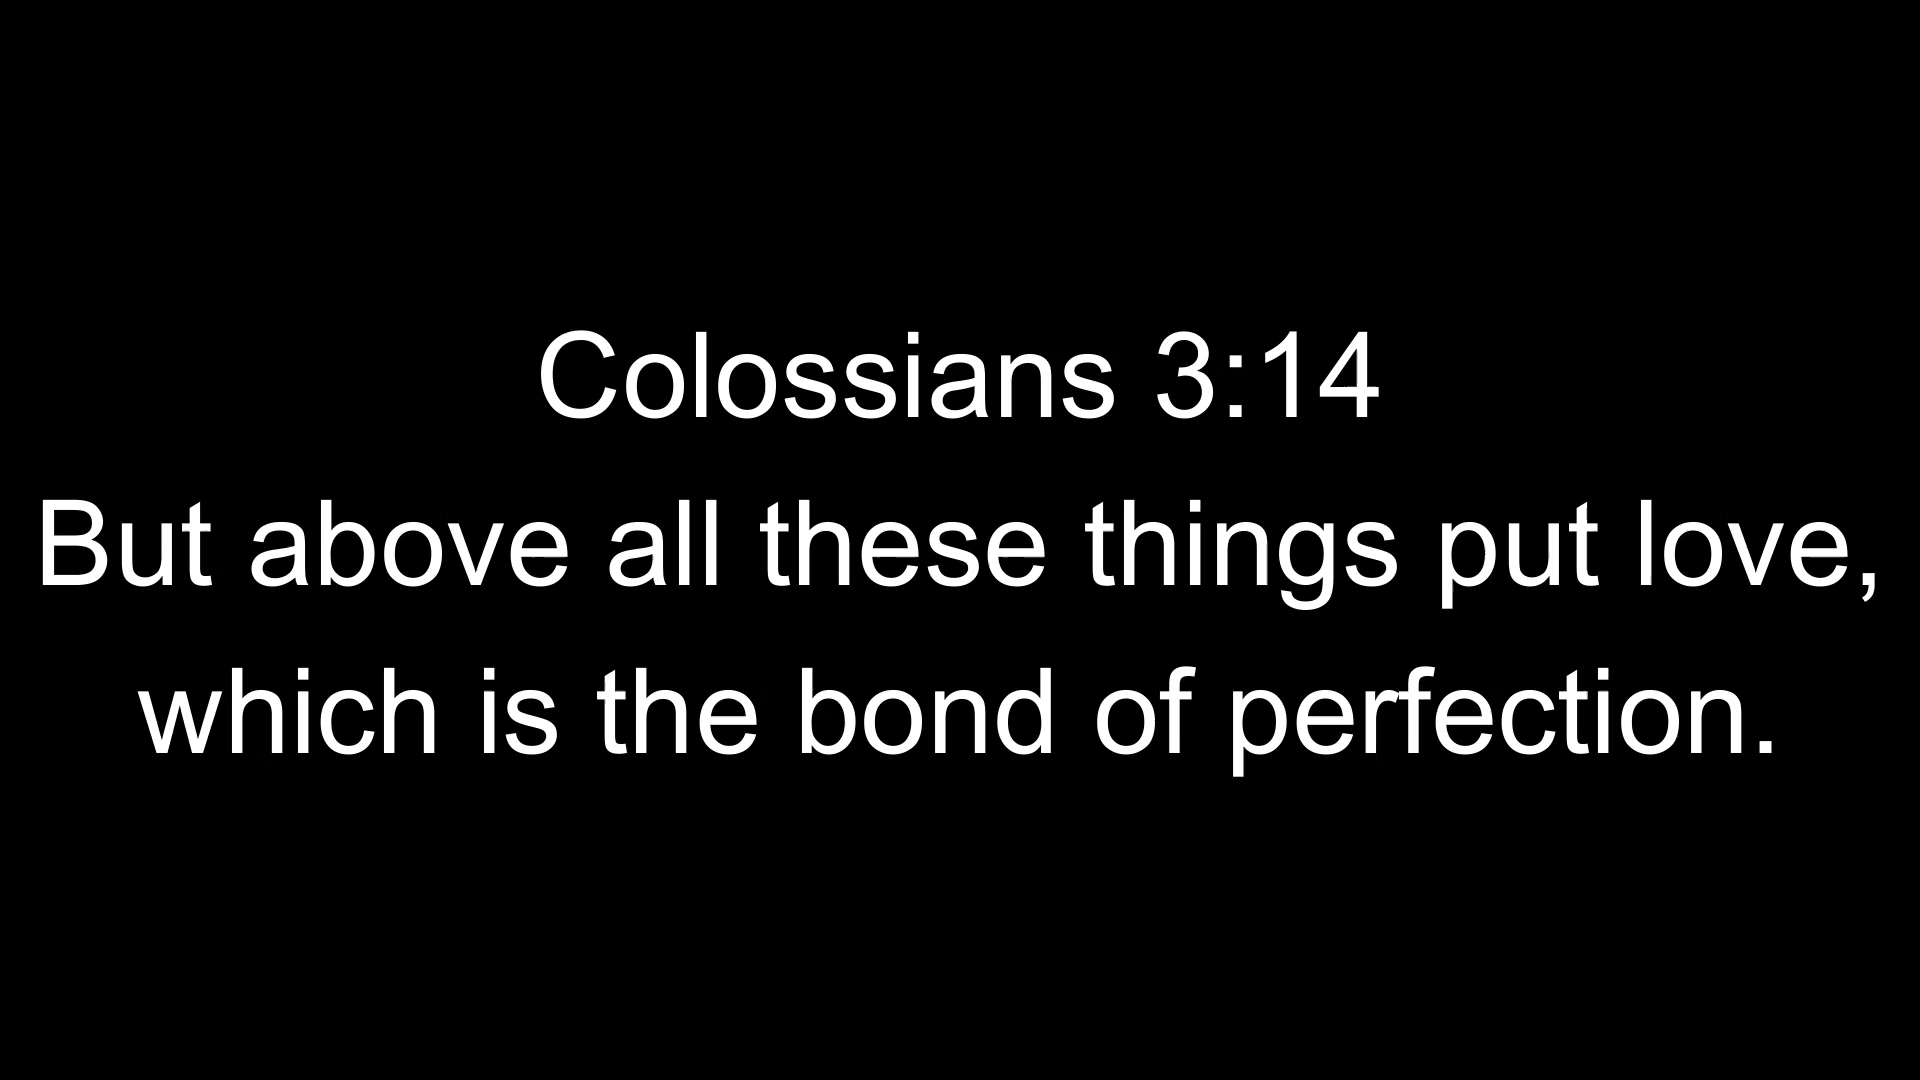 Colossians 3:14
But above all these things put love,
which is the bond of perfection.